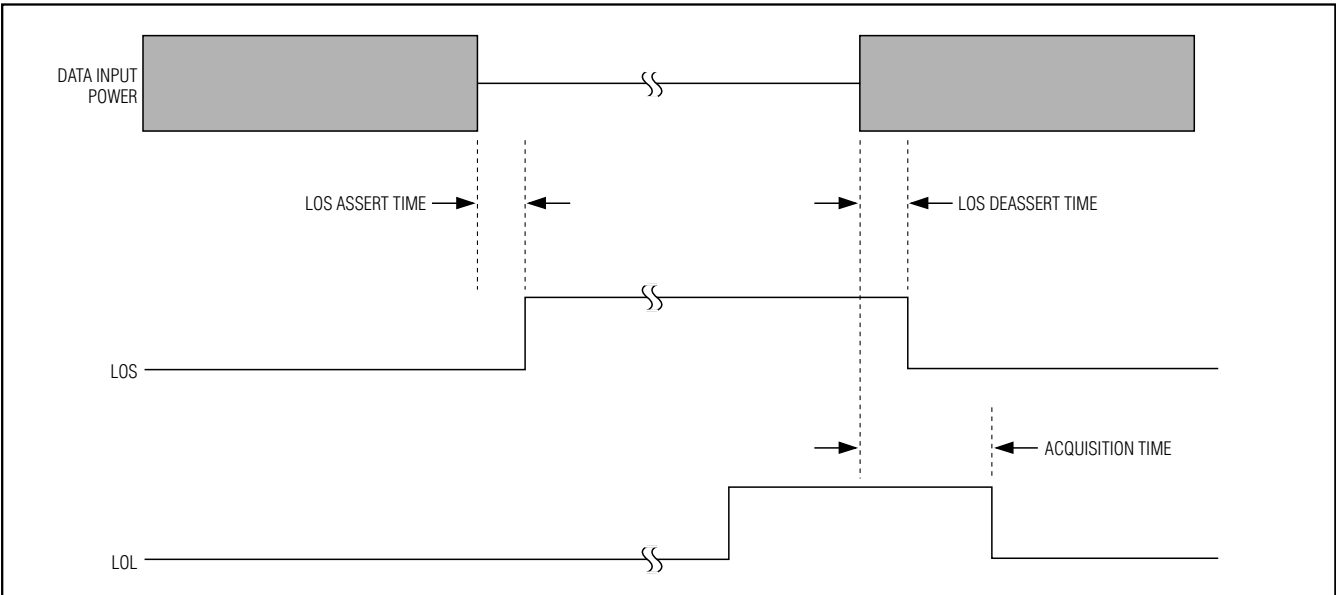 DATA INPUT
POWER
LOS ASSERT TIME
LOS DEASSERT TIME
LOS
ACQUISITION TIME
LOL